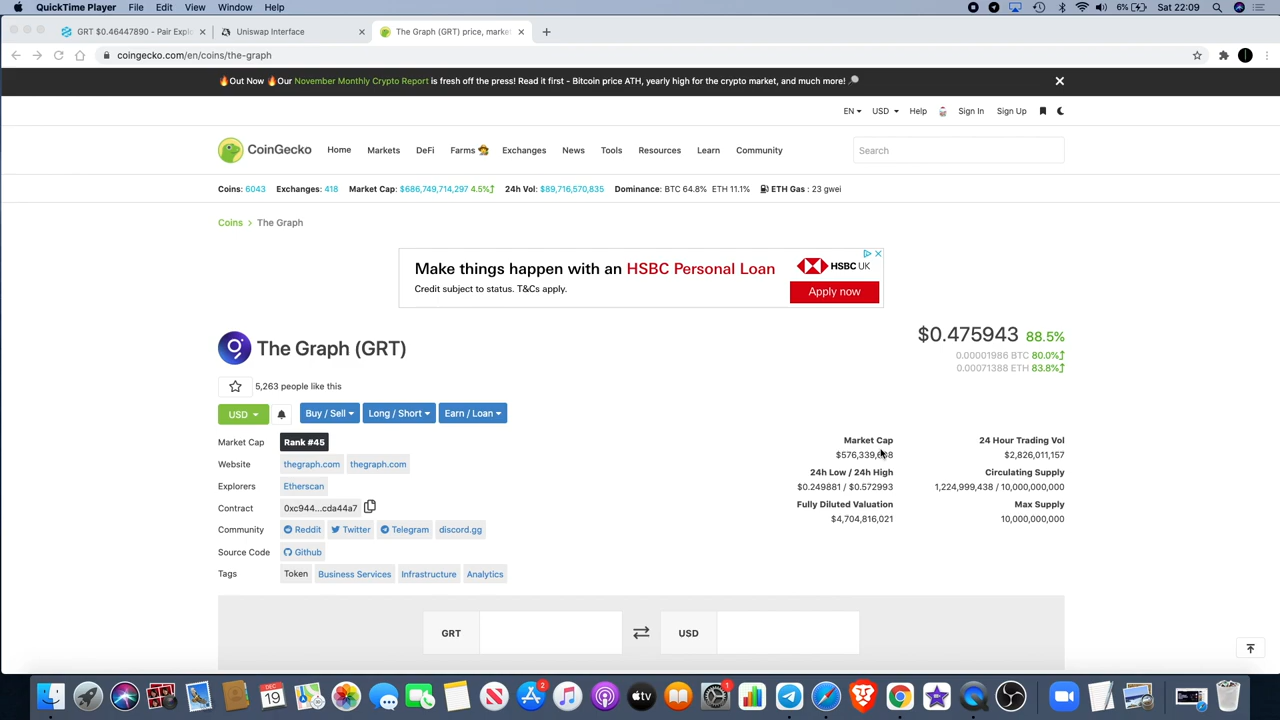 QuickTime Player File Edit View Window Help 6% Sat 22:09
GRT $0.46447890 - Pair Explo
Uniswap Interface
The Graph (GRT) price, market
coingecko.com/en/coins/the-graph
Out Now Our November Monthly Crypto Report is fresh off the press! Read it first - Bitcoin price ATH, yearly high for the crypto market, and much more!
EN USD Help Sign In Sign Up
CoinGecko Home Markets DeFi Farms Exchanges News Tools Resources Learn Community Search
Coins: 6043 Exchanges: 418 Market Cap: $686,749,714,297 4.5% 24h Vol: $89,716,570,835 Dominance: BTC 64.8% ETH 11.1% ETH Gas : 23 gwei
Coins > The Graph
Make things happen with an HSBC Personal Loan
Credit subject to status. T&Cs apply.
HSBC UK
Apply now
The Graph (GRT)
$0.475943 88.5%
0.00001986 BTC 80.0%
0.00071388 ETH 83.8%
5,263 people like this
USD Buy / Sell Long / Short Earn / Loan
Market Cap Rank #45
Website thegraph.com thegraph.com
Explorers Etherscan
Contract 0xc944...cda44a7
Community Reddit Twitter Telegram discord.gg
Source Code Github
Tags Token Business Services Infrastructure Analytics
Market Cap 24 Hour Trading Vol
$2,826,011,157
24h Low / 24h High Circulating Supply
$0.249881 / $0.572993 1,224,999,438 / 10,000,000,000
Fully Diluted Valuation Max Supply
$4,704,816,021 10,000,000,000
GRT USD
DEC
19
2
tv
1